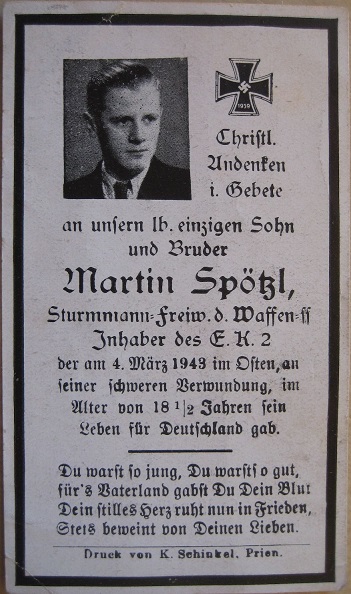 1939
Christl.
Andenken
i. Gebete
an unsern lb. einzigen Sohn
und Bruder
Martin Spötzl,
Sturmmann-Freiw. d. Waffen-SS
Inhaber des E. K. 2
der am 4. März 1943 im Osten, an
seiner schweren Verwundung, im
Alter von 18 1/2 Jahren sein
Leben für Deutschland gab.
Du warst so jung, Du warsts o gut,
für's Vaterland gabst Du Dein Blut
Dein stilles Herz ruht nun in Frieden,
Stets beweint von Deinen Lieben.
Druck von K. Schinkel, Prien.